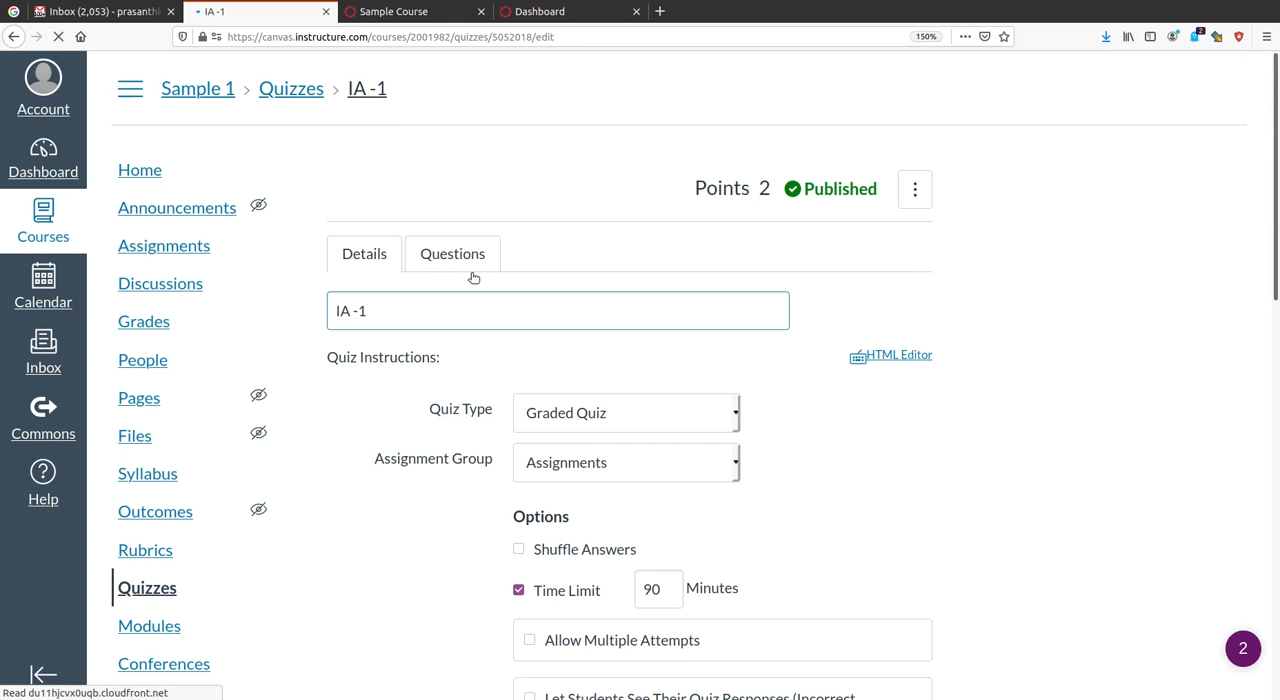 Inbox (2,053) - prasanthk
IA -1
Sample Course
Dashboard
https://canvas.instructure.com/courses/2001982/quizzes/5052018/edit
150%
2
Account
Dashboard
Courses
Calendar
Inbox
Commons
Help
Sample 1 > Quizzes > IA -1
Home
Announcements
Assignments
Discussions
Grades
People
Pages
Files
Syllabus
Outcomes
Rubrics
Quizzes
Modules
Conferences
Points 2 Published
Details
Questions
IA -1
Quiz Instructions:
HTML Editor
Quiz Type Graded Quiz
Assignment Group Assignments
Options
Shuffle Answers
Time Limit 90 Minutes
Allow Multiple Attempts
Let Students See Their Quiz Responses (Incorrect
2
Read du11hjcvx0uqb.cloudfront.net